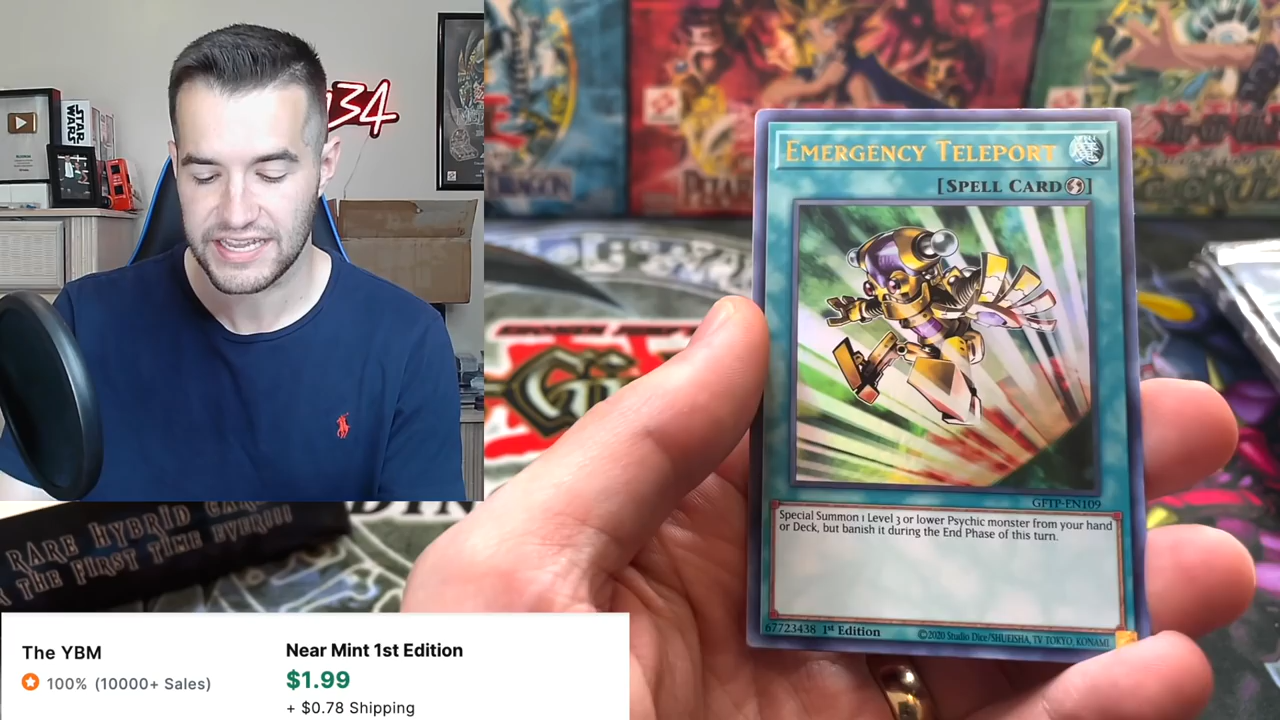 STAR
WARS
34
DRAGON
EMERGENCY TELEPORT
[SPELL CARD]
GFTP-EN109
Special Summon 1 Level 3 or lower Psychic monster from your hand
or Deck, but banish it during the End Phase of this turn.
67723438 1st Edition
©2020 Studio Dice/SHUEISHA, TV TOKYO, KONAMI
RARE HYBRID
THE FIRST TIME EVER!!!
The YBM
100% (10000+ Sales)
Near Mint 1st Edition
$1.99
+ $0.78 Shipping